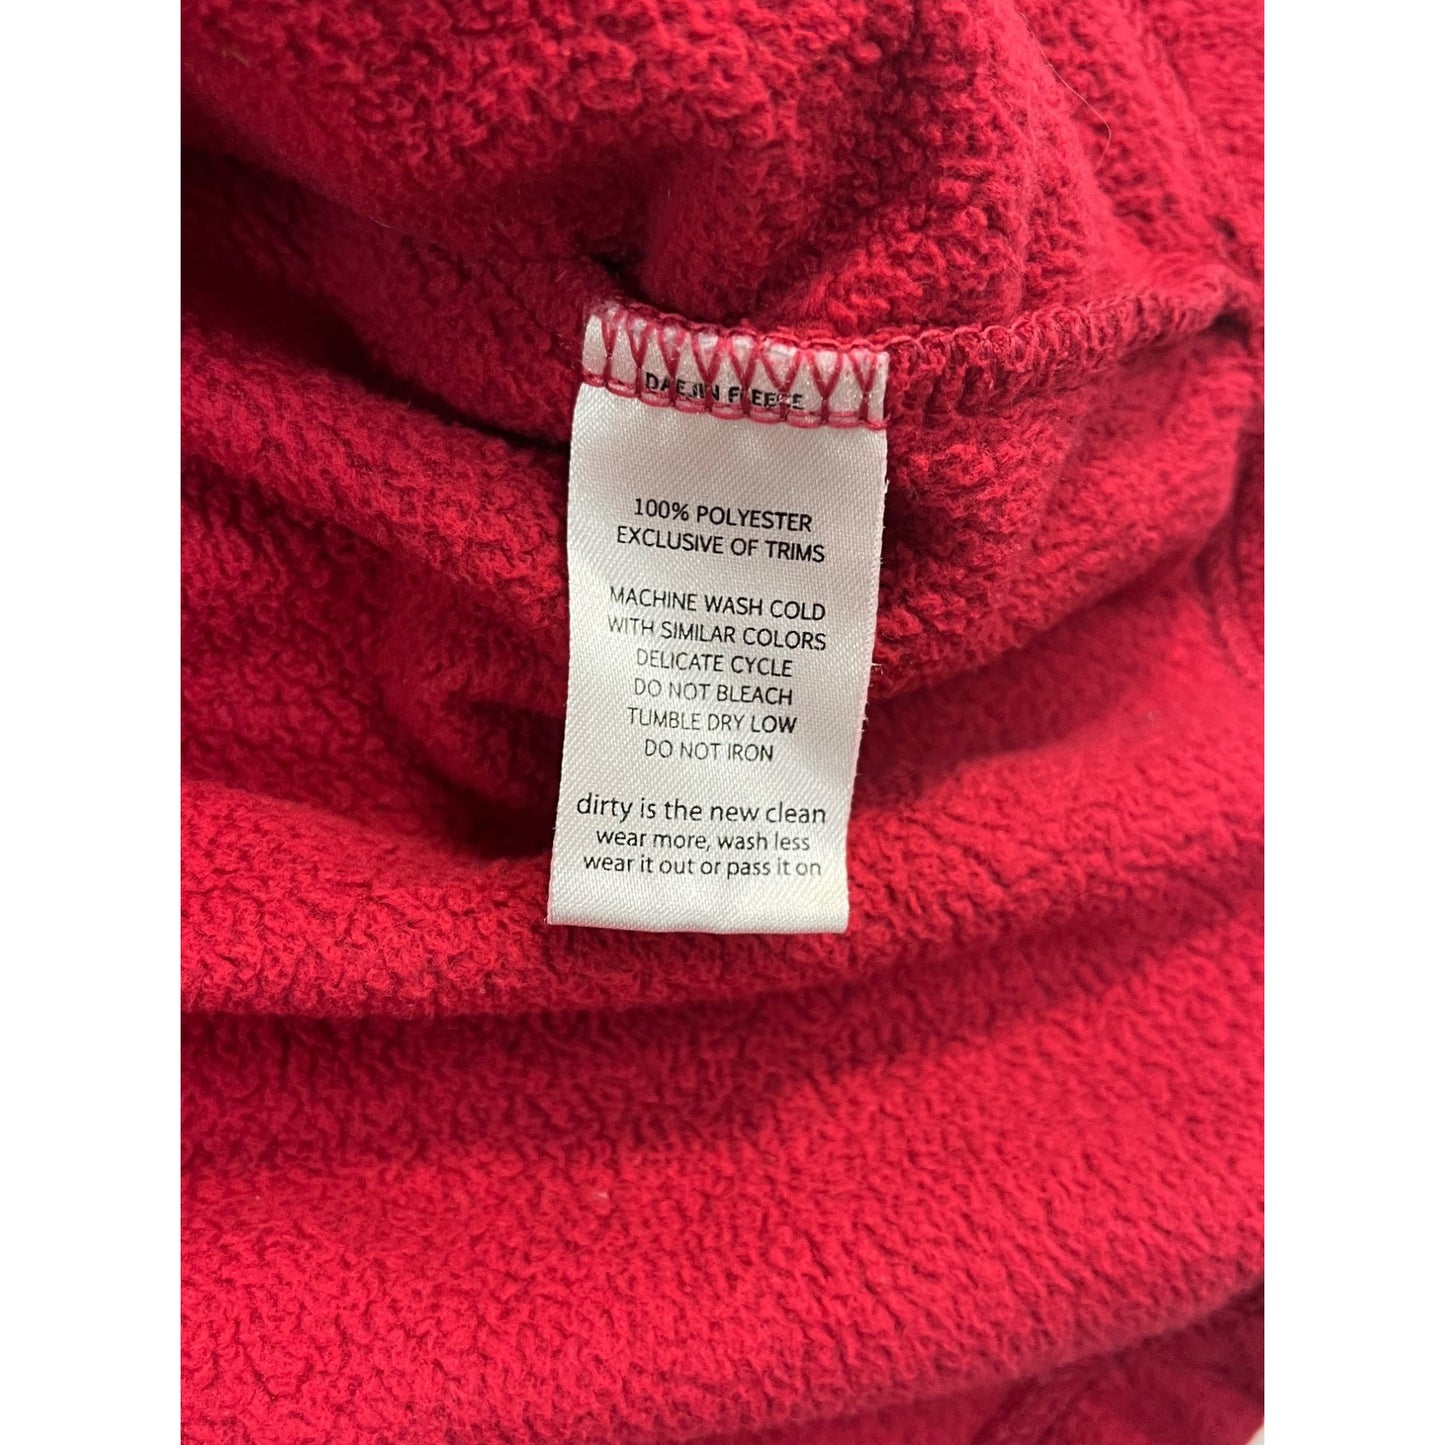 DAEJIN FLEECE
100% POLYESTER
EXCLUSIVE OF TRIMS
MACHINE WASH COLD
WITH SIMILAR COLORS
DELICATE CYCLE
DO NOT BLEACH
TUMBLE DRY LOW
DO NOT IRON
dirty is the new clean
wear more, wash less
wear it out or pass it on